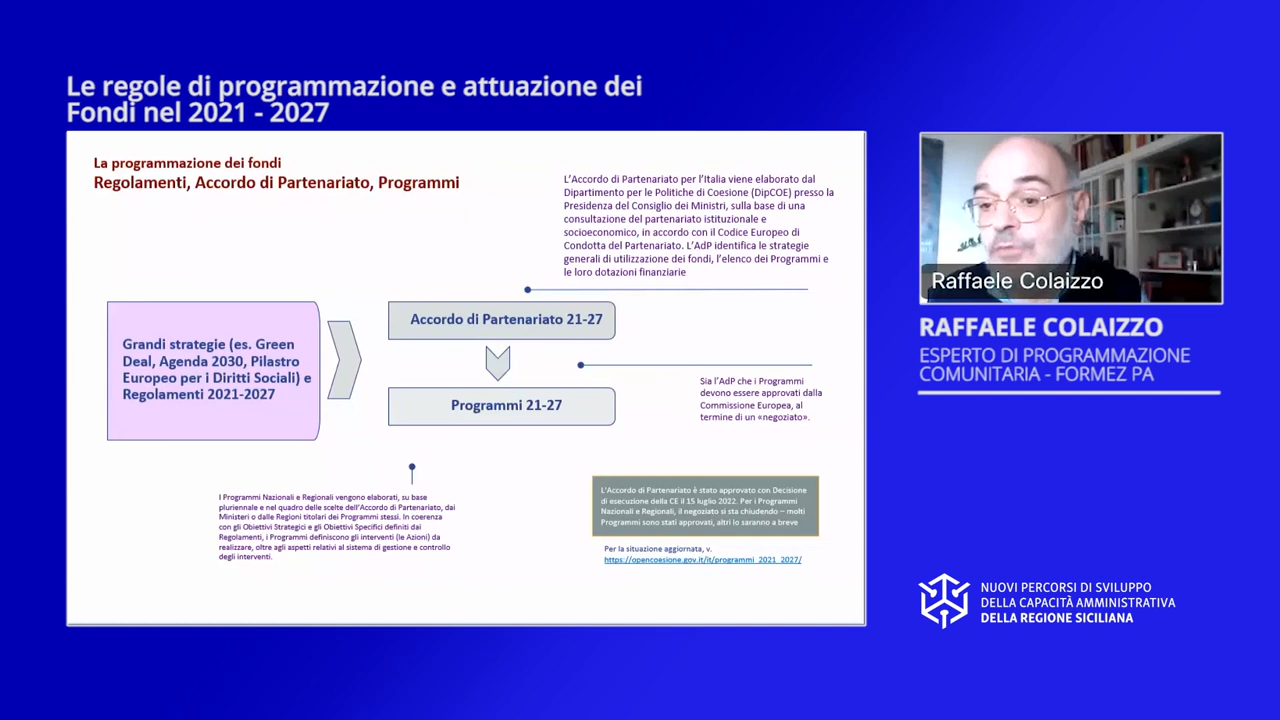 Le regole di programmazione e attuazione dei
Fondi nel 2021 - 2027
La programmazione dei fondi
Regolamenti, Accordo di Partenariato, Programmi
L'Accordo di Partenariato per l'Italia viene elaborato dal
Dipartimento per le Politiche di Coesione (DipCOE) presso la
Presidenza del Consiglio dei Ministri, sulla base di una
consultazione del partenariato istituzionale e
socioeconomico, in accordo con il Codice Europeo di
Condotta del Partenariato. L'AdP identifica le strategie
generali di utilizzazione dei fondi, l'elenco dei Programmi e
le loro dotazioni finanziarie
Grandi strategie (es. Green
Deal, Agenda 2030, Pilastro
Europeo per i Diritti Sociali) e
Regolamenti 2021-2027
Accordo di Partenariato 21-27
Programmi 21-27
Sia l'AdP che i Programmi
devono essere approvati dalla
Commissione Europea, al
termine di un «negoziato».
I Programmi Nazionali e Regionali vengono elaborati, su base
pluriennale e nel quadro delle scelte dell'Accordo di Partenariato, dai
Ministeri o dalle Regioni titolari dei Programmi stessi. In coerenza
con gli Obiettivi Strategici e gli Obiettivi Specifici definiti dai
Regolamenti, i Programmi definiscono gli interventi (le Azioni) da
realizzare, oltre agli aspetti relativi al sistema di gestione e controllo
degli interventi.
L'Accordo di Partenariato è stato approvato con Decisione
di esecuzione della CE il 15 luglio 2022. Per i Programmi
Nazionali e Regionali, il negoziato si sta chiudendo – molti
Programmi sono stati approvati, altri lo saranno a breve
Per la situazione aggiornata, v.
https://opencoesione.gov.it/it/programmi_2021_2027/
Raffaele Colaizzo
RAFFAELE COLAIZZO
ESPERTO DI PROGRAMMAZIONE
COMUNITARIA - FORMEZ PA
NUOVI PERCORSI DI SVILUPPO
DELLA CAPACITÀ AMMINISTRATIVA
DELLA REGIONE SICILIANA